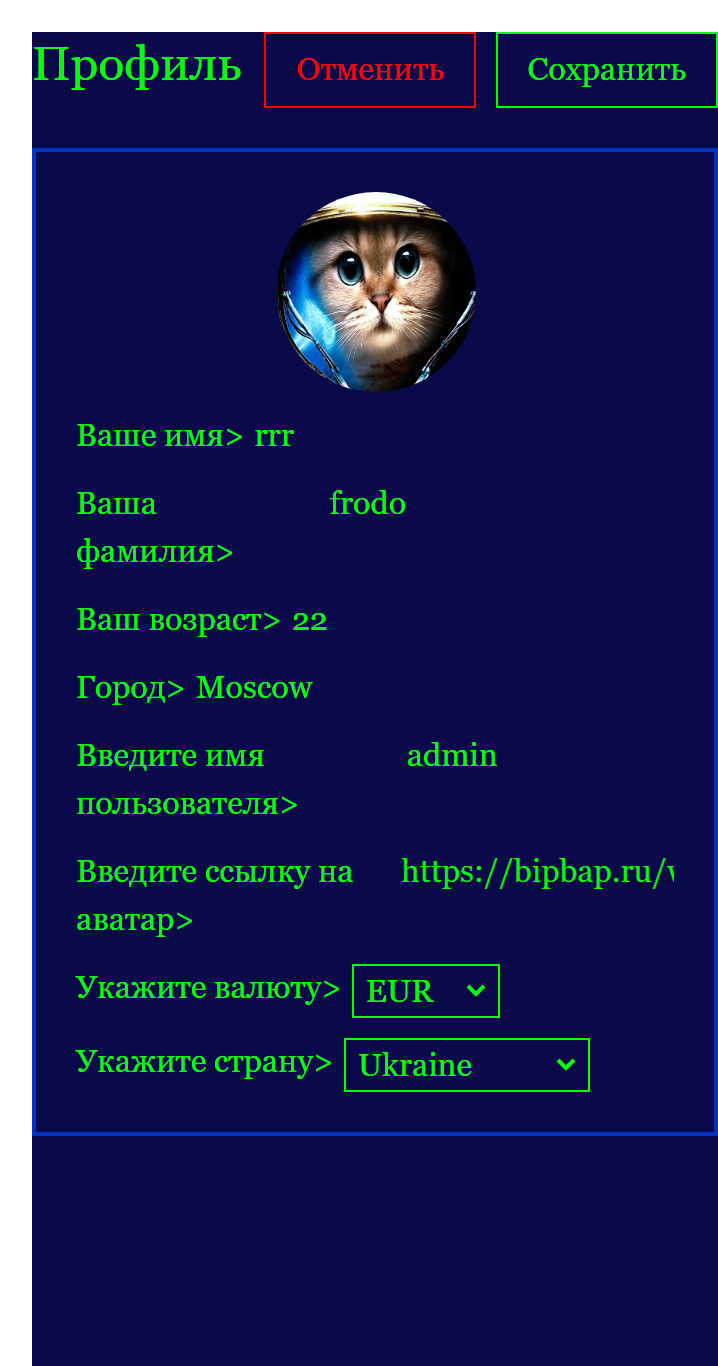 Профиль Отменить Сохранить
Ваше имя> rrr
Ваша frodo
фамилия>
Ваш возраст> 22
Город> Moscow
Введите имя admin
пользователя>
Введите ссылку на https://bipbap.ru/
аватар>
Укажите валюту> EUR
Укажите страну> Ukraine